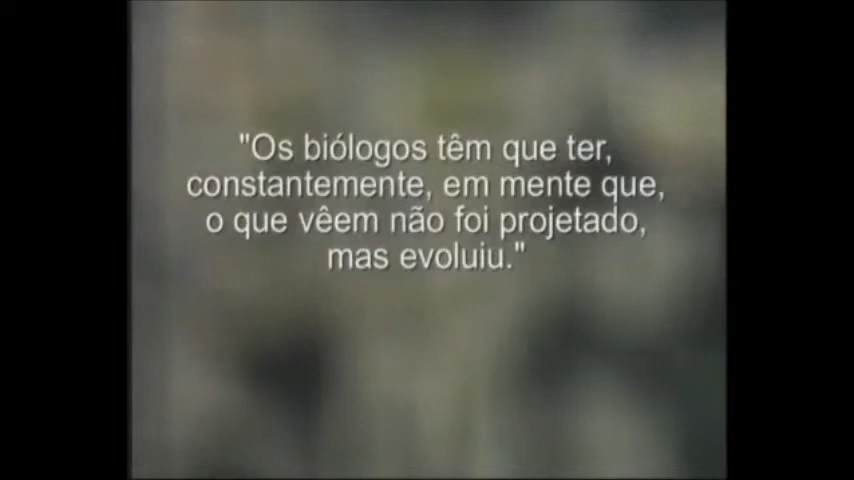 "Os biólogos têm que ter,
constantemente, em mente que,
o que vêem não foi projetado,
mas evoluiu."